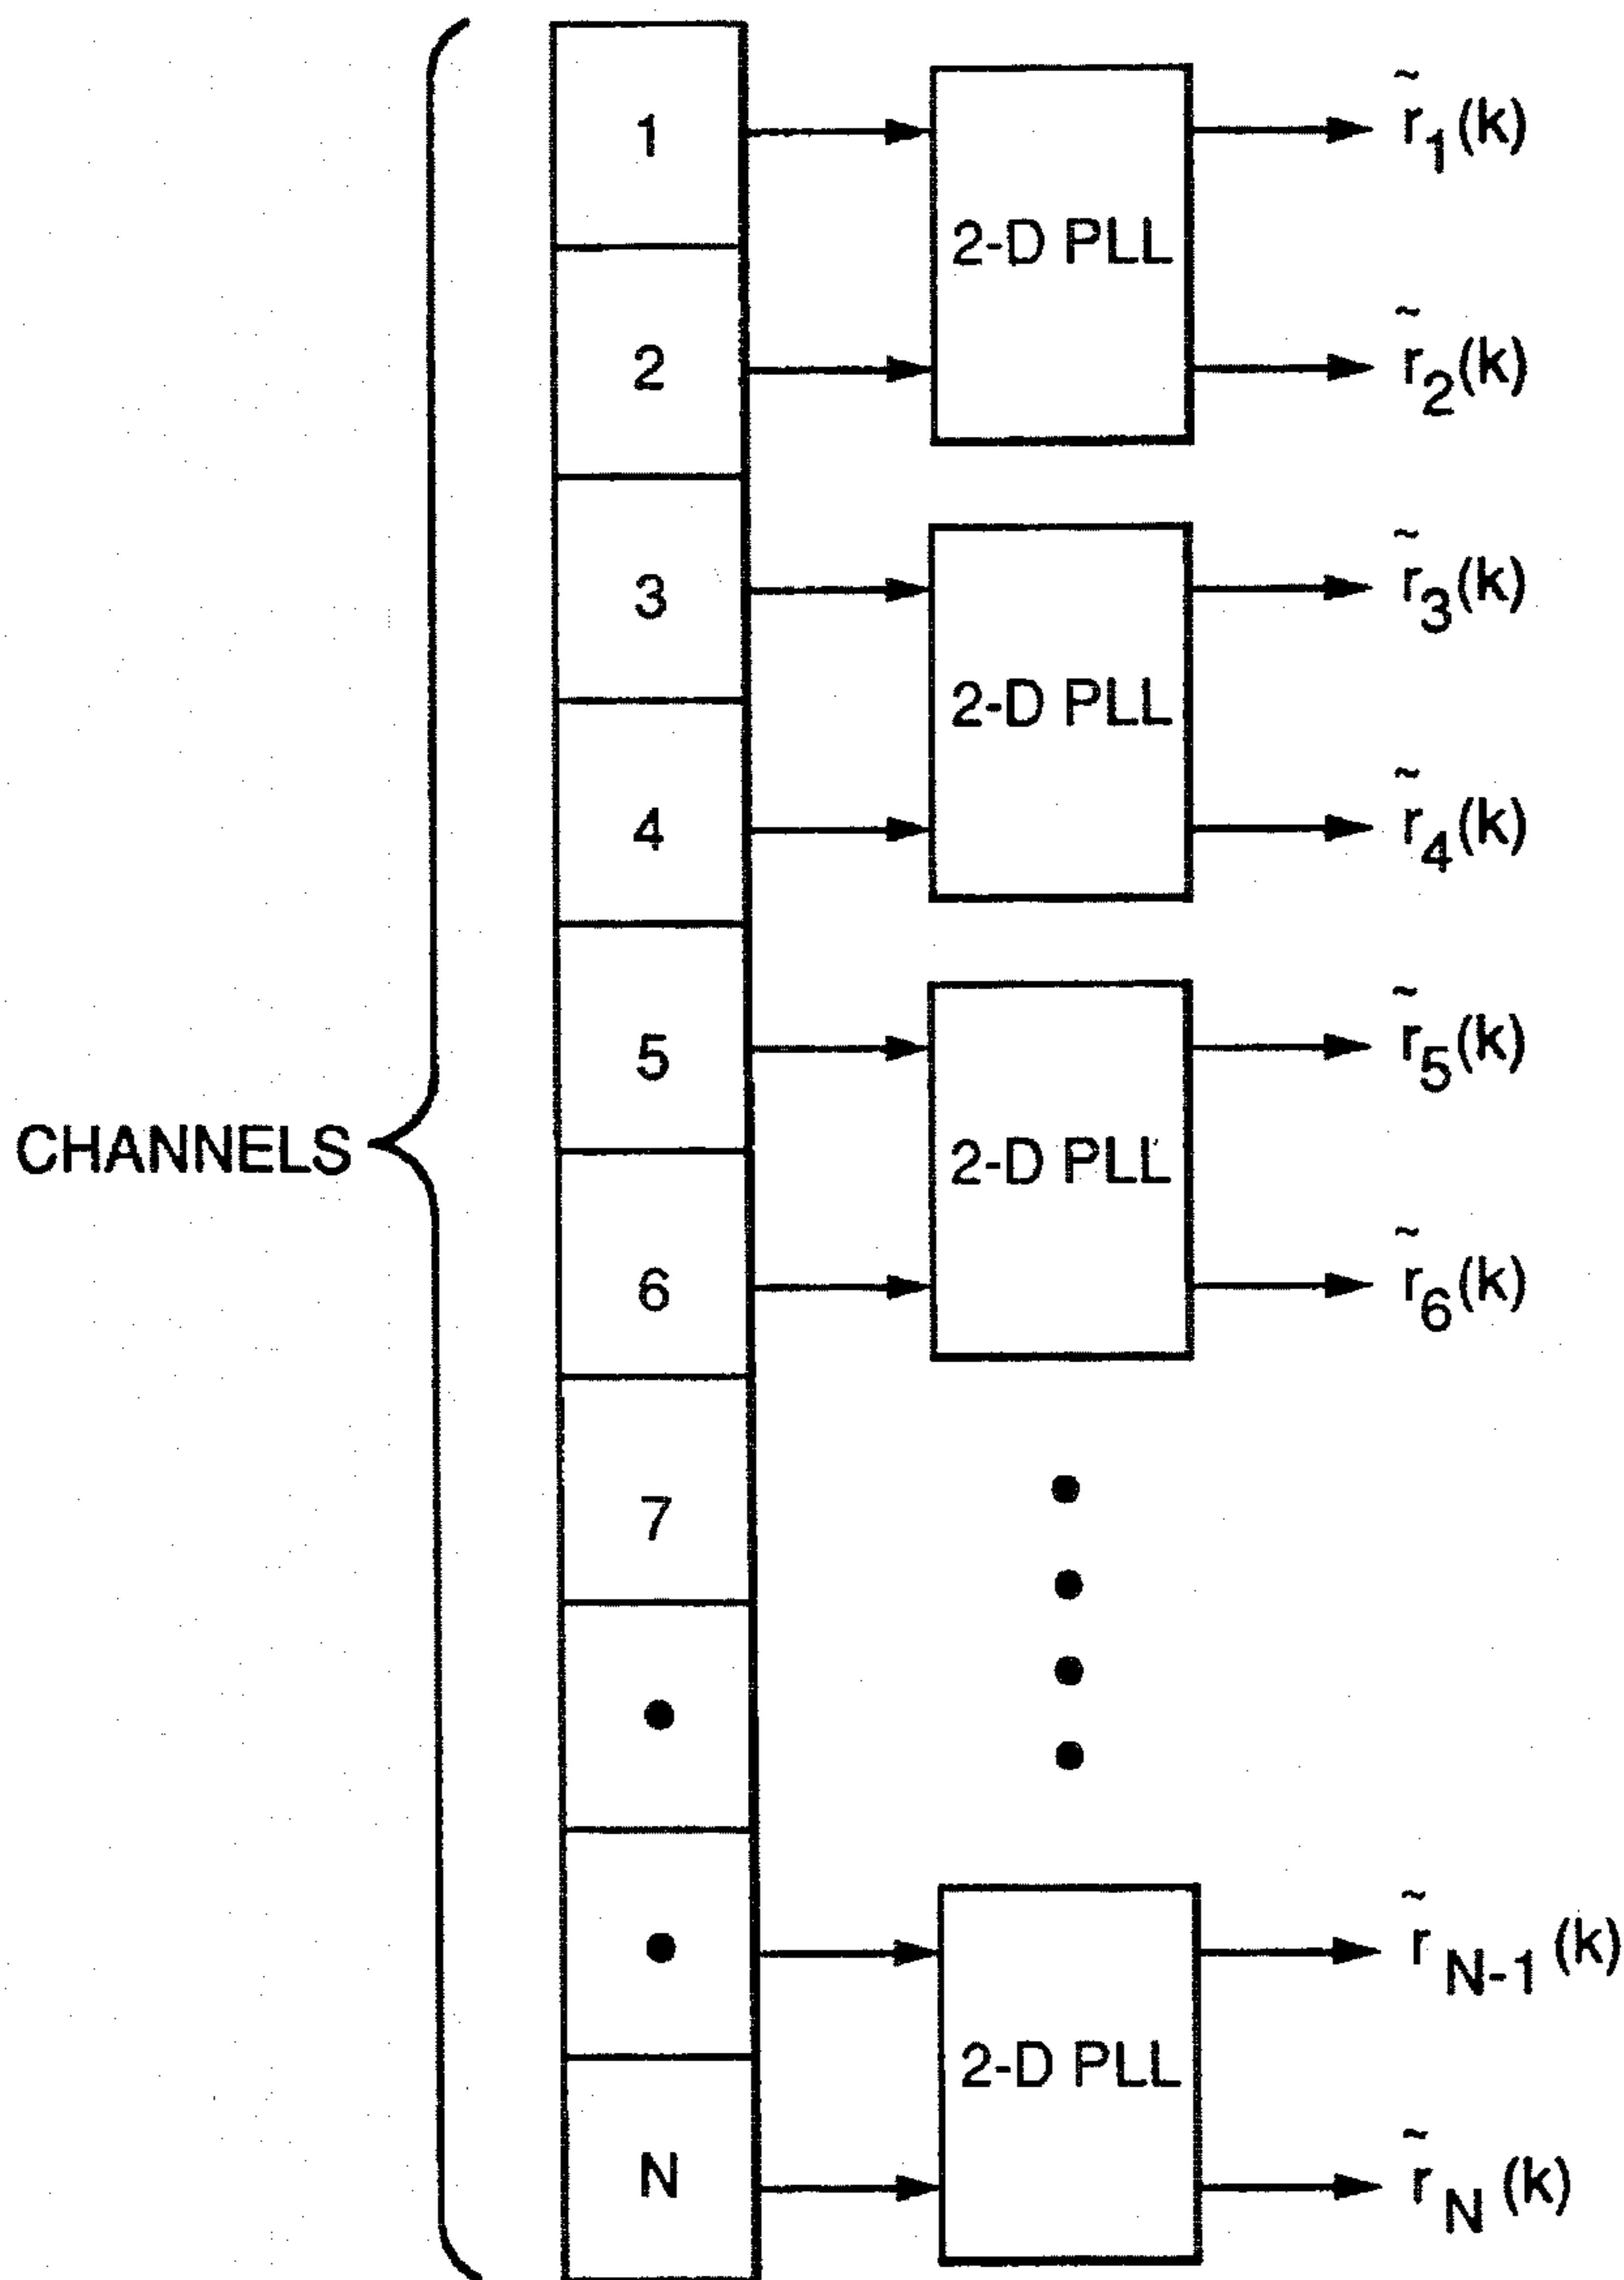 1
r̃1(k)
2-D PLL
2
r̃2(k)
3
r̃3(k)
2-D PLL
4
r̃4(k)
5
r̃5(k)
CHANNELS
2-D PLL
6
r̃6(k)
7
r̃N-1(k)
2-D PLL
N
r̃N(k)